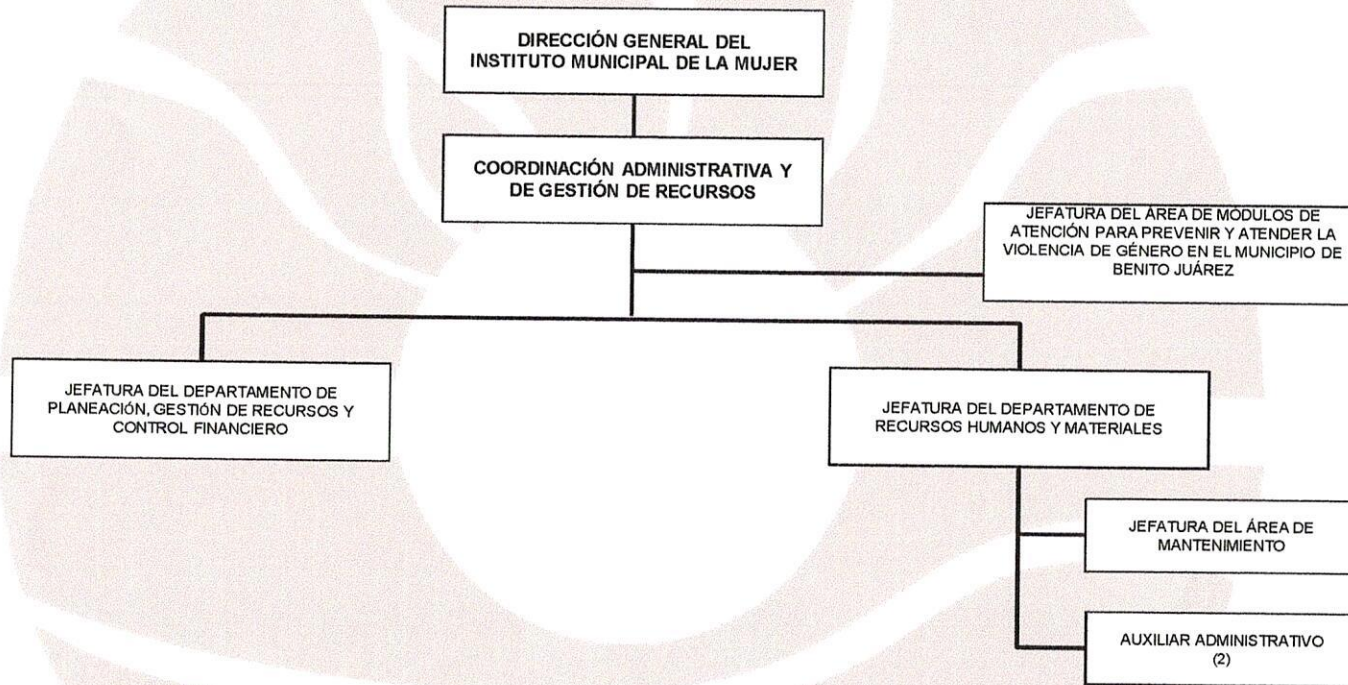 DIRECCIÓN GENERAL DEL
INSTITUTO MUNICIPAL DE LA MUJER
COORDINACIÓN ADMINISTRATIVA Y
DE GESTIÓN DE RECURSOS
JEFATURA DEL ÁREA DE MÓDULOS DE
ATENCIÓN PARA PREVENIR Y ATENDER LA
VIOLENCIA DE GÉNERO EN EL MUNICIPIO DE
BENITO JUÁREZ
JEFATURA DEL DEPARTAMENTO DE
PLANEACIÓN, GESTIÓN DE RECURSOS Y
CONTROL FINANCIERO
JEFATURA DEL DEPARTAMENTO DE
RECURSOS HUMANOS Y MATERIALES
JEFATURA DEL ÁREA DE
MANTENIMIENTO
AUXILIAR ADMINISTRATIVO
(2)